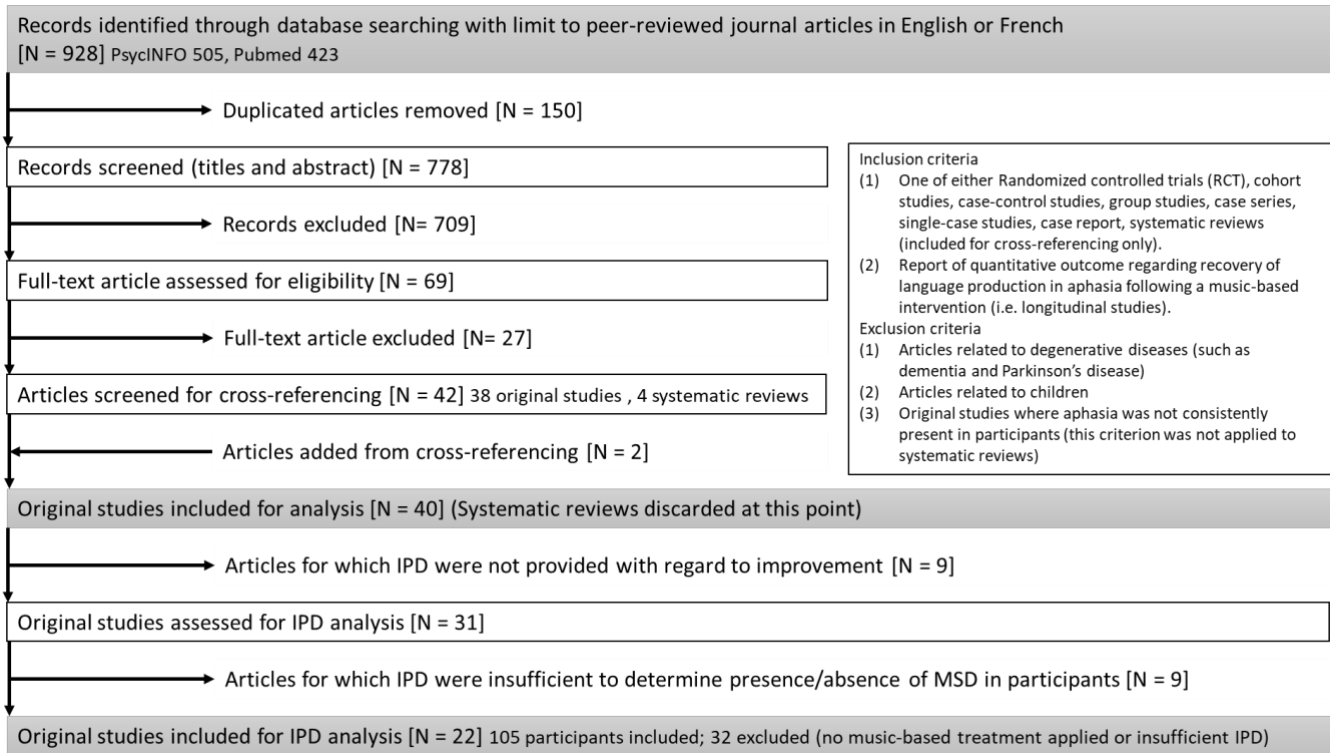 Records identified through database searching with limit to peer-reviewed journal articles in English or French
[N = 928] PsycINFO 505, Pubmed 423
Duplicated articles removed [N = 150]
Records screened (titles and abstract) [N = 778]
Records excluded [N= 709]
Full-text article assessed for eligibility [N = 69]
Full-text article excluded [N= 27]
Articles screened for cross-referencing [N = 42] 38 original studies , 4 systematic reviews
Articles added from cross-referencing [N = 2]
Inclusion criteria
(1) One of either Randomized controlled trials (RCT), cohort
studies, case-control studies, group studies, case series,
single-case studies, case report, systematic reviews
(included for cross-referencing only).
(2) Report of quantitative outcome regarding recovery of
language production in aphasia following a music-based
intervention (i.e. longitudinal studies).
Exclusion criteria
(1) Articles related to degenerative diseases (such as
dementia and Parkinson's disease)
(2) Articles related to children
(3) Original studies where aphasia was not consistently
present in participants (this criterion was not applied to
systematic reviews)
Original studies included for analysis [N = 40] (Systematic reviews discarded at this point)
Articles for which IPD were not provided with regard to improvement [N = 9]
Original studies assessed for IPD analysis [N = 31]
Articles for which IPD were insufficient to determine presence/absence of MSD in participants [N = 9]
Original studies included for IPD analysis [N = 22] 105 participants included; 32 excluded (no music-based treatment applied or insufficient IPD)